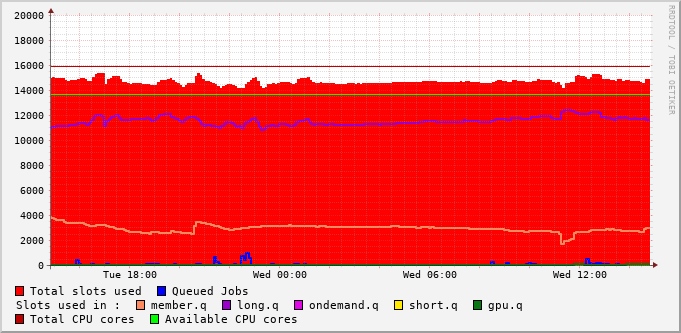 RRDTOOL / TOBI OETIKER
20000
18000
16000
14000
12000
10000
8000
6000
4000
2000
0
Tue 18:00 Wed 00:00 Wed 06:00 Wed 12:00
Total slots used Queued Jobs
Slots used in : member.q long.q ondemand.q short.q gpu.q
Total CPU cores Available CPU cores